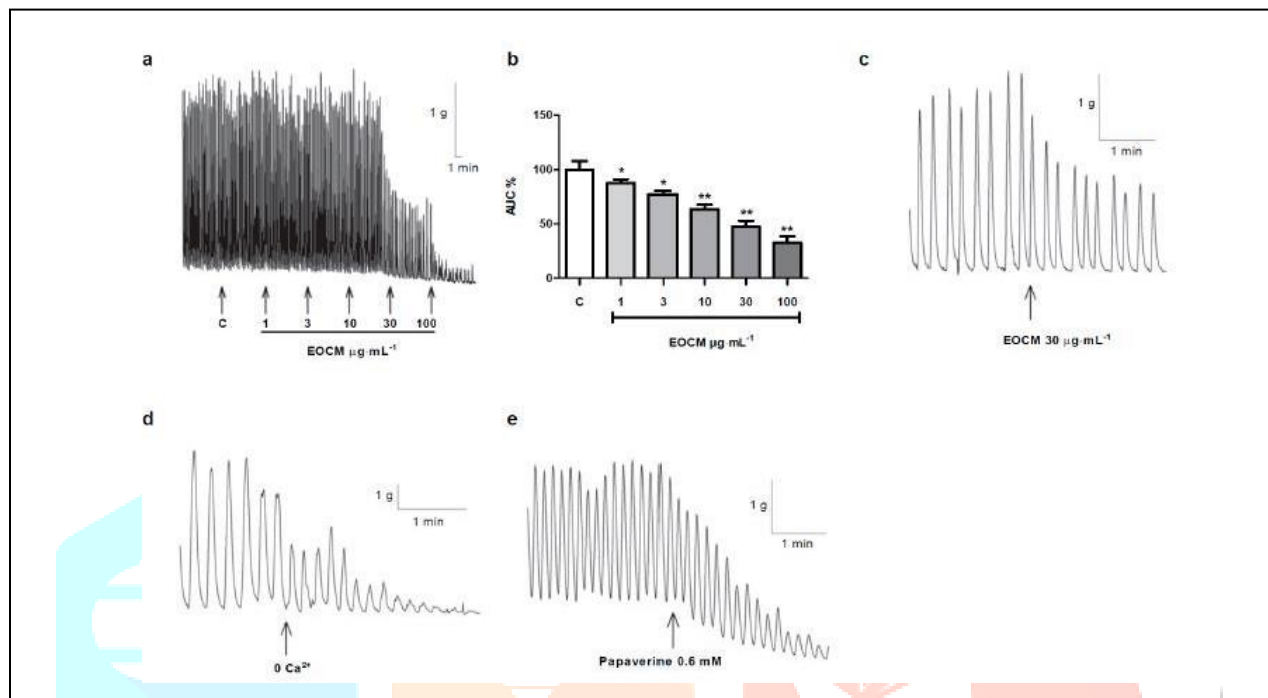 a
1 g
1 min
C 1 3 10 30 100
EOCM µg·mL⁻¹
b
AUC %
150
100
50
0
* * ** ** **
C 1 3 10 30 100
EOCM µg·mL⁻¹
c
1 g
1 min
EOCM 30 µg·mL⁻¹
d
1 g
1 min
0 Ca²⁺
e
1 g
1 min
Papaverine 0.6 mM